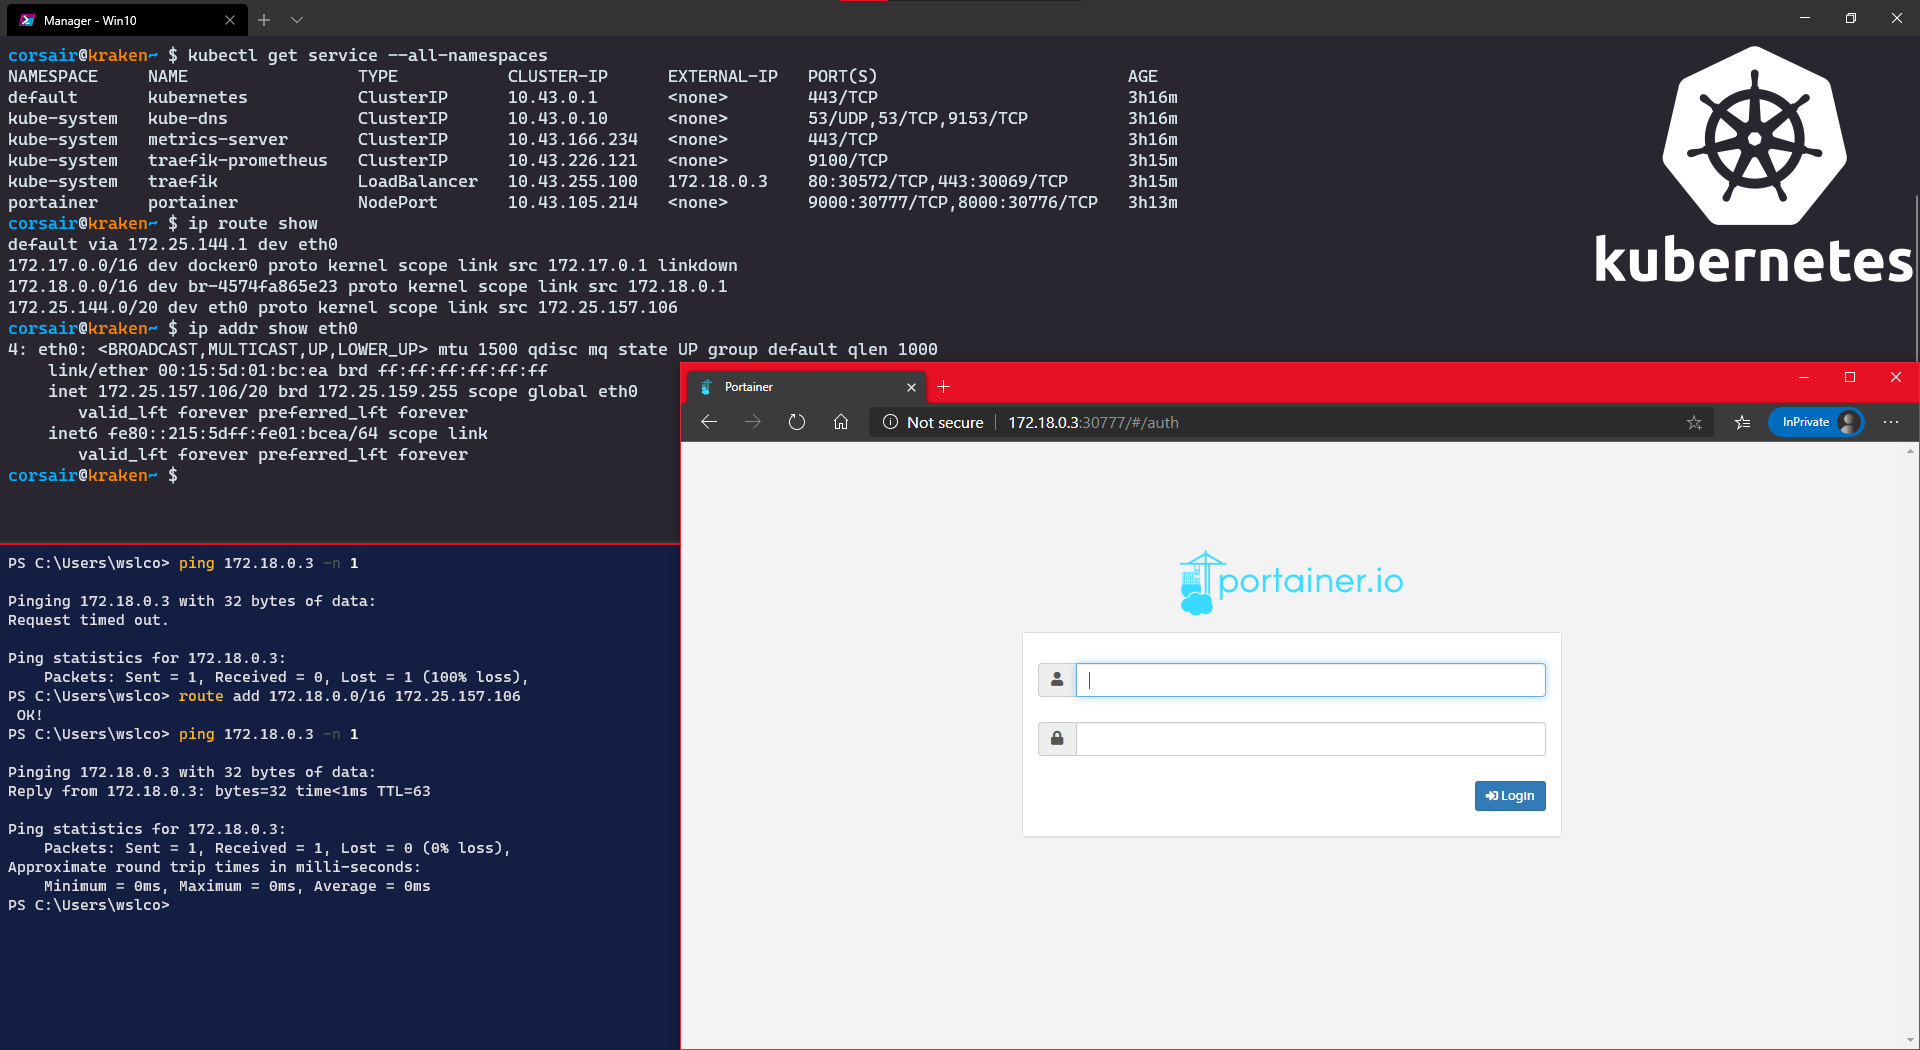 Manager - Win10
corsair@kraken~ $ kubectl get service --all-namespaces
NAMESPACE NAME TYPE CLUSTER-IP EXTERNAL-IP PORT(S) AGE
default kubernetes ClusterIP 10.43.0.1 <none> 443/TCP 3h16m
kube-system kube-dns ClusterIP 10.43.0.10 <none> 53/UDP,53/TCP,9153/TCP 3h16m
kube-system metrics-server ClusterIP 10.43.166.234 <none> 443/TCP 3h16m
kube-system traefik-prometheus ClusterIP 10.43.226.121 <none> 9100/TCP 3h15m
kube-system traefik LoadBalancer 10.43.255.100 172.18.0.3 80:30572/TCP,443:30069/TCP 3h15m
portainer portainer NodePort 10.43.105.214 <none> 9000:30777/TCP,8000:30776/TCP 3h13m
corsair@kraken~ $ ip route show
default via 172.25.144.1 dev eth0
172.17.0.0/16 dev docker0 proto kernel scope link src 172.17.0.1 linkdown
172.18.0.0/16 dev br-4574fa865e23 proto kernel scope link src 172.18.0.1
172.25.144.0/20 dev eth0 proto kernel scope link src 172.25.157.106
corsair@kraken~ $ ip addr show eth0
4: eth0: <BROADCAST,MULTICAST,UP,LOWER_UP> mtu 1500 qdisc mq state UP group default qlen 1000
link/ether 00:15:5d:01:bc:ea brd ff:ff:ff:ff:ff:ff
inet 172.25.157.106/20 brd 172.25.159.255 scope global eth0
valid_lft forever preferred_lft forever
inet6 fe80::215:5dff:fe01:bcea/64 scope link
valid_lft forever preferred_lft forever
corsair@kraken~ $
kubernetes
PS C:\Users\wslco> ping 172.18.0.3 -n 1
Pinging 172.18.0.3 with 32 bytes of data:
Request timed out.
Ping statistics for 172.18.0.3:
Packets: Sent = 1, Received = 0, Lost = 1 (100% loss),
PS C:\Users\wslco> route add 172.18.0.0/16 172.25.157.106
OK!
PS C:\Users\wslco> ping 172.18.0.3 -n 1
Pinging 172.18.0.3 with 32 bytes of data:
Reply from 172.18.0.3: bytes=32 time<1ms TTL=63
Ping statistics for 172.18.0.3:
Packets: Sent = 1, Received = 1, Lost = 0 (0% loss),
Approximate round trip times in milli-seconds:
Minimum = 0ms, Maximum = 0ms, Average = 0ms
PS C:\Users\wslco>
Portainer
Not secure 172.18.0.3:30777/#/auth
InPrivate
portainer.io
Login